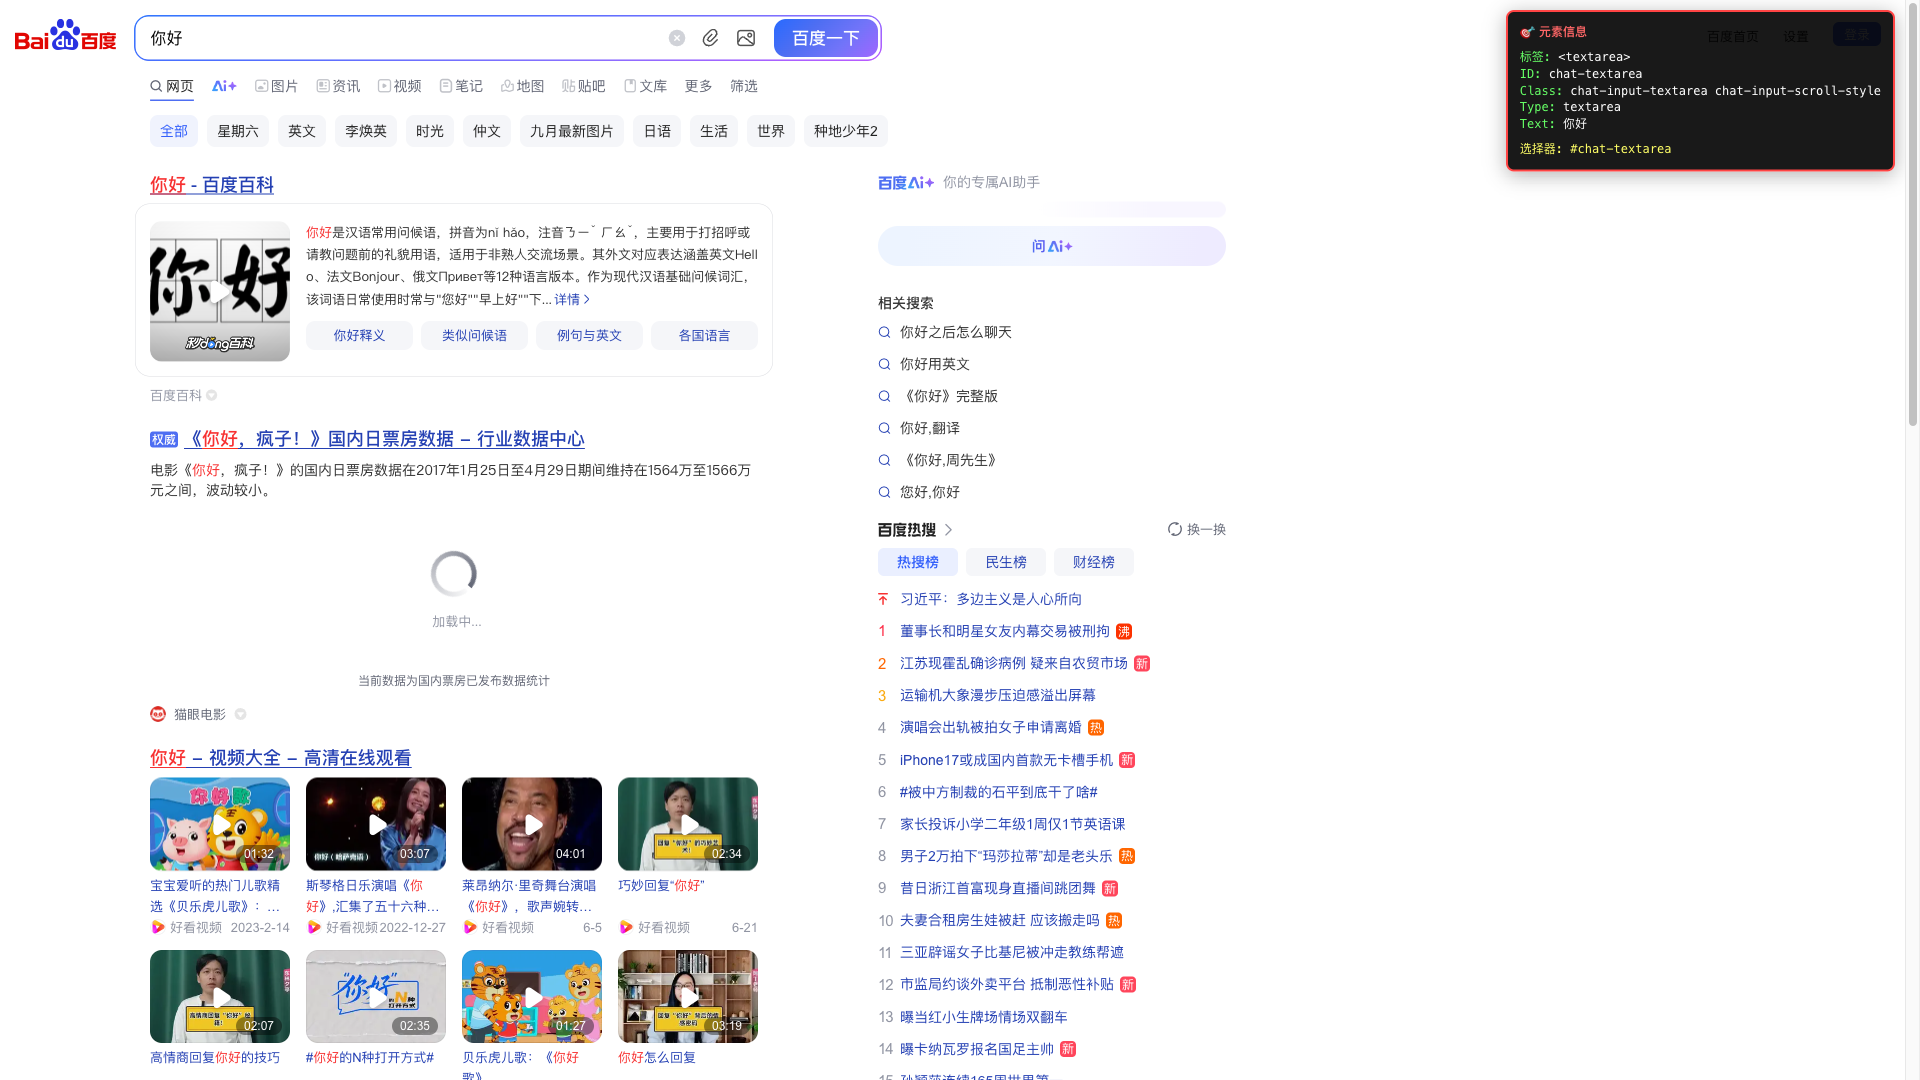 Bai du 百度
你好
百度一下
百度首页 设置 登录
🎯 元素信息
标签: <textarea>
ID: chat-textarea
Class: chat-input-textarea chat-input-scroll-style
Type: textarea
Text: 你好
选择器: #chat-textarea
网页 Ai+ 图片 资讯 视频 笔记 地图 贴吧 文库 更多 筛选
全部 星期六 英文 李焕英 时光 仲文 九月最新图片 日语 生活 世界 种地少年2
你好 - 百度百科
你好
秒dǒng百科
你好是汉语常用问候语，拼音为nǐ hǎo，注音ㄋㄧˇ ㄏㄠˇ，主要用于打招呼或
请教问题前的礼貌用语，适用于非熟人交流场景。其外文对应表达涵盖英文Hell
o、法文Bonjour、俄文Привет等12种语言版本。作为现代汉语基础问候词汇，
该词语日常使用时常与"您好""早上好""下... 详情
你好释义 类似问候语 例句与英文 各国语言
百度百科
权威 《你好，疯子！》国内日票房数据 – 行业数据中心
电影《你好，疯子！》的国内日票房数据在2017年1月25日至4月29日期间维持在1564万至1566万
元之间，波动较小。
加载中...
当前数据为国内票房已发布数据统计
猫眼电影
你好 – 视频大全 – 高清在线观看
你好歌
01:32
你好（哈萨克语）
03:07
04:01
02:34
宝宝爱听的热门儿歌精
选《贝乐虎儿歌》：...
好看视频 2023-2-14
斯琴格日乐演唱《你
好》,汇集了五十六种...
好看视频 2022-12-27
莱昂纳尔·里奇舞台演唱
《你好》，歌声婉转...
好看视频 6-5
巧妙回复“你好”
好看视频 6-21
02:07
“你好”
的N种
打开方式
02:35
01:27
03:19
高情商回复你好的技巧
#你好的N种打开方式#
贝乐虎儿歌：《你好
歌》
你好怎么回复
百度Ai+ 你的专属AI助手
问Ai+
相关搜索
你好之后怎么聊天
你好用英文
《你好》完整版
你好,翻译
《你好,周先生》
您好,你好
百度热搜 换一换
热搜榜 民生榜 财经榜
习近平：多边主义是人心所向
1 董事长和明星女友内幕交易被刑拘 沸
2 江苏现霍乱确诊病例 疑来自农贸市场 新
3 运输机大象漫步压迫感溢出屏幕
4 演唱会出轨被拍女子申请离婚 热
5 iPhone17或成国内首款无卡槽手机 新
6 #被中方制裁的石平到底干了啥#
7 家长投诉小学二年级1周仅1节英语课
8 男子2万拍下“玛莎拉蒂”却是老头乐 热
9 昔日浙江首富现身直播间跳团舞 新
10 夫妻合租房生娃被赶 应该搬走吗 热
11 三亚辟谣女子比基尼被冲走教练帮遮
12 市监局约谈外卖平台 抵制恶性补贴 新
13 曝当红小生牌场情场双翻车
14 曝卡纳瓦罗报名国足主帅 新
15 孙颖莎连续165周世界第一